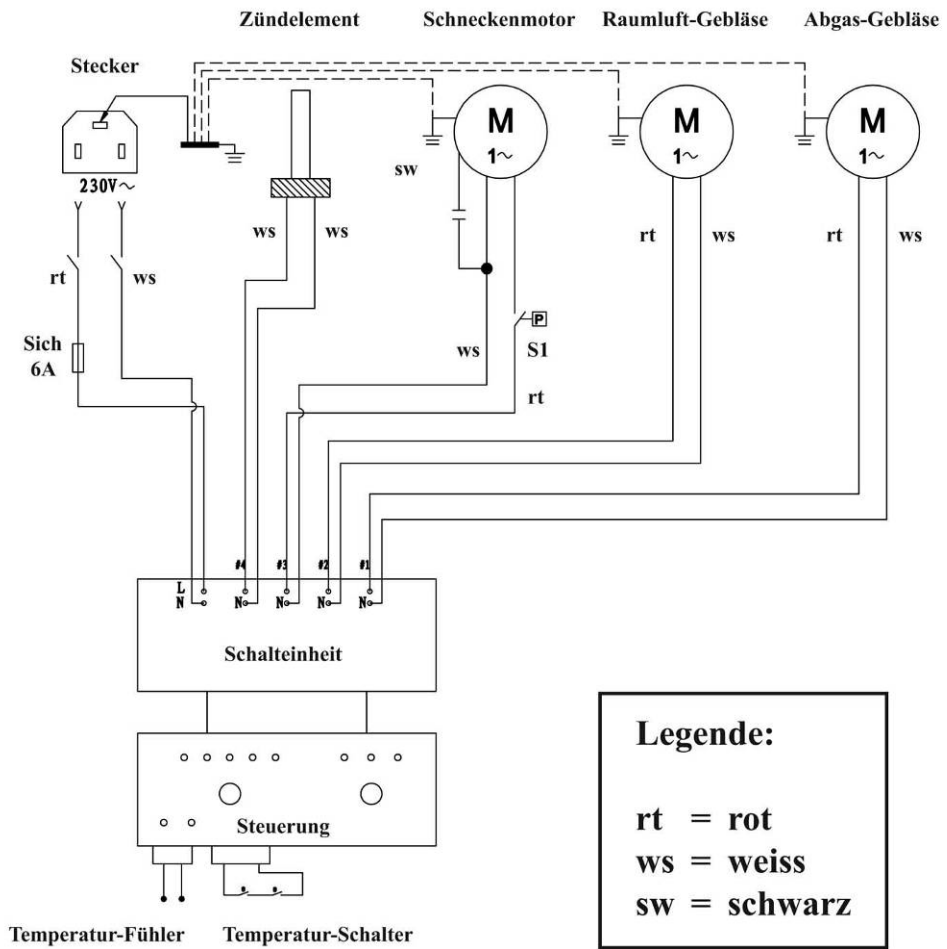 Zündelement Schneckenmotor Raumluft-Gebläse Abgas-Gebläse
Stecker
M M M
1~ 1~ 1~
230V~
sw
ws ws rt ws rt ws
rt ws
Sich
6A
P
S1
ws
rt
#4 #3 #2 #1
L
N N N N N
Schalteinheit
Steuerung
Temperatur-Fühler Temperatur-Schalter
Legende:
rt = rot
ws = weiss
sw = schwarz